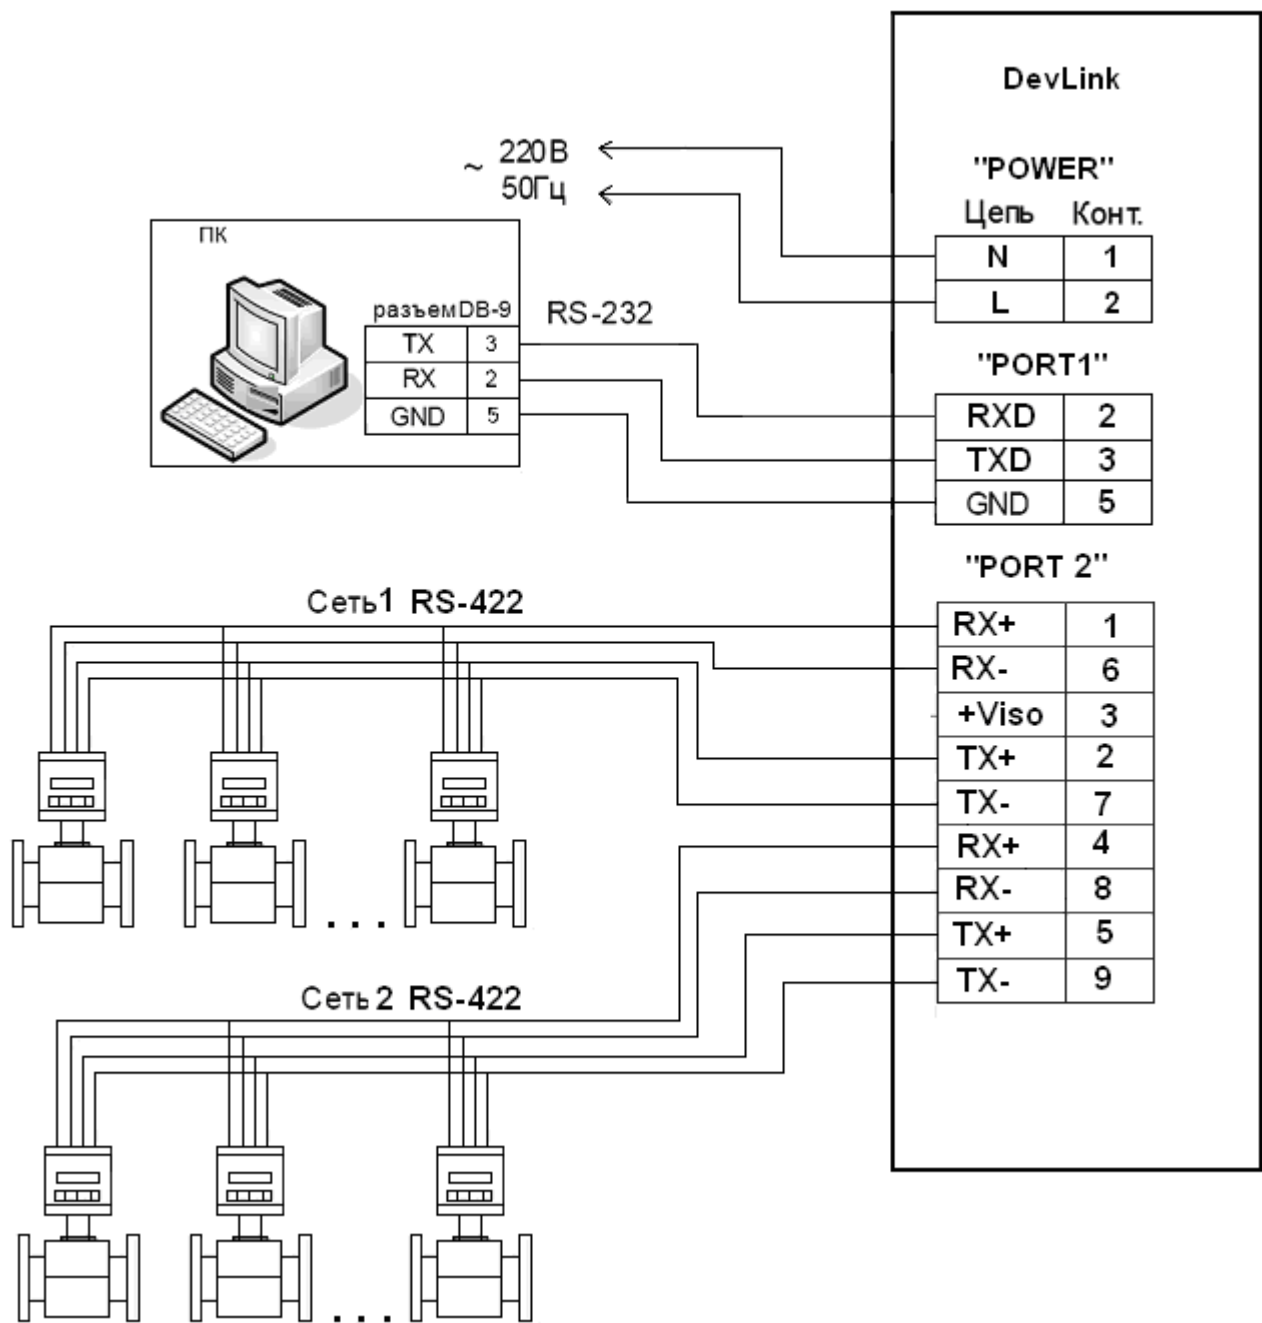 DevLink
~ 220В
50Гц
"POWER"
Цепь Конт.
N 1
L 2
ПК
разъем DB-9
TX 3
RX 2
GND 5
RS-232
"PORT1"
RXD 2
TXD 3
GND 5
"PORT 2"
RX+ 1
RX- 6
+Viso 3
TX+ 2
TX- 7
RX+ 4
RX- 8
TX+ 5
TX- 9
Сеть1 RS-422
. . .
Сеть 2 RS-422
. . .